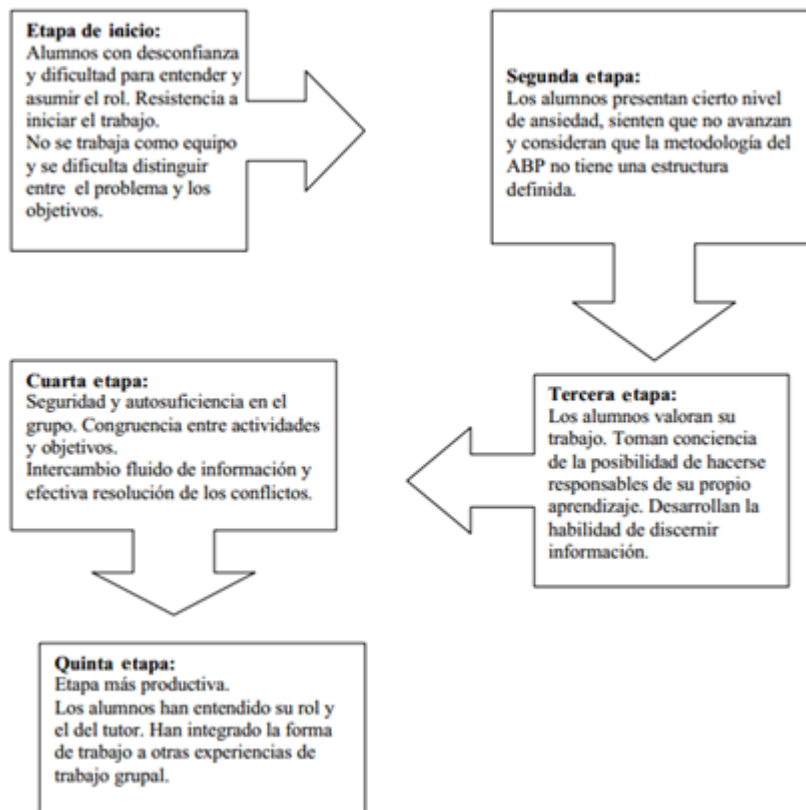 Etapa de inicio:
Alumnos con desconfianza
y dificultad para entender y
asumir el rol. Resistencia a
iniciar el trabajo.
No se trabaja como equipo
y se dificulta distinguir
entre el problema y los
objetivos.
Segunda etapa:
Los alumnos presentan cierto nivel
de ansiedad, sienten que no avanzan
y consideran que la metodología del
ABP no tiene una estructura
definida.
Tercera etapa:
Los alumnos valoran su
trabajo. Toman conciencia
de la posibilidad de hacerse
responsables de su propio
aprendizaje. Desarrollan la
habilidad de discernir
información.
Cuarta etapa:
Seguridad y autosuficiencia en el
grupo. Congruencia entre actividades
y objetivos.
Intercambio fluido de información y
efectiva resolución de los conflictos.
Quinta etapa:
Etapa más productiva.
Los alumnos han entendido su rol y
el del tutor. Han integrado la forma
de trabajo a otras experiencias de
trabajo grupal.